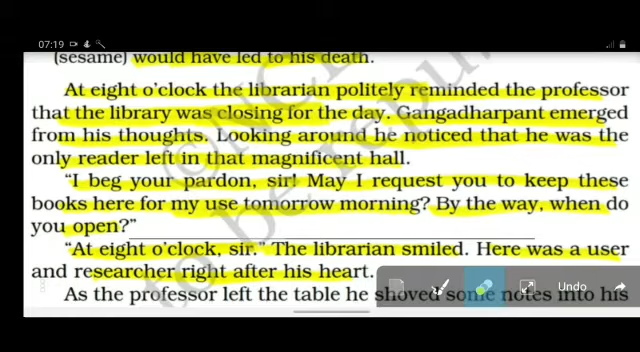 07:19
(sesame) would have led to his death.
At eight o'clock the librarian politely reminded the professor
that the library was closing for the day. Gangadharpant emerged
from his thoughts. Looking around he noticed that he was the
only reader left in that magnificent hall.
"I beg your pardon, sir! May I request you to keep these
books here for my use tomorrow morning? By the way, when do
you open?"
"At eight o'clock, sir." The librarian smiled. Here was a user
and researcher right after his heart.
Undo
As the professor left the table he shoved some notes into his